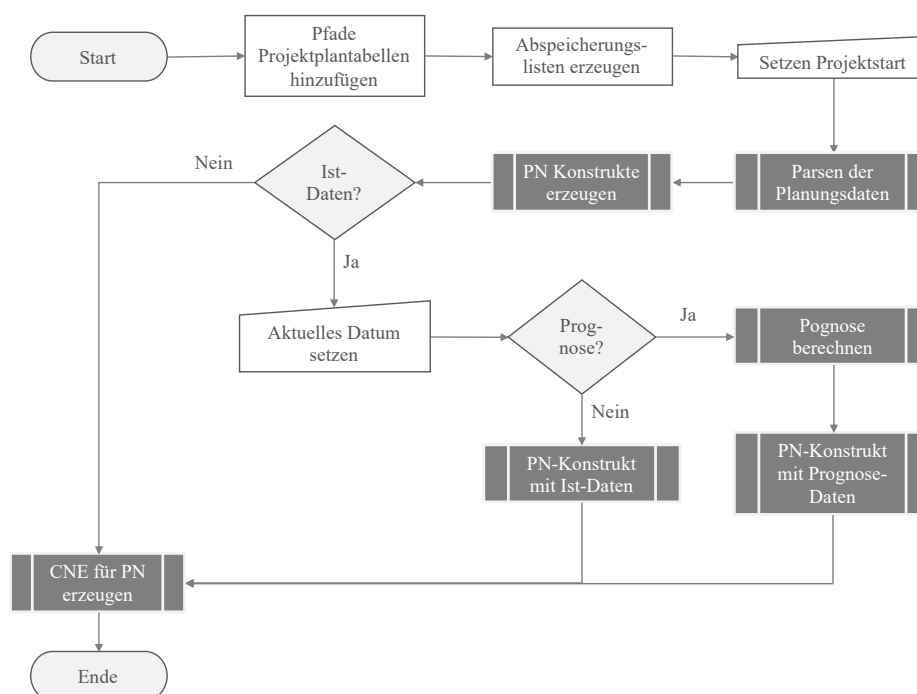 Start
Pfade
Projektplantabellen
hinzufügen
Abspeicherungs-
listen erzeugen
Setzen Projektstart
Nein
Ist-
Daten?
PN Konstrukte
erzeugen
Parsen der
Planungsdaten
Ja
Aktuelles Datum
setzen
Prog-
nose?
Ja
Pognose
berechnen
Nein
PN-Konstrukt
mit Ist-Daten
PN-Konstrukt
mit Prognose-
Daten
CNE für PN
erzeugen
Ende